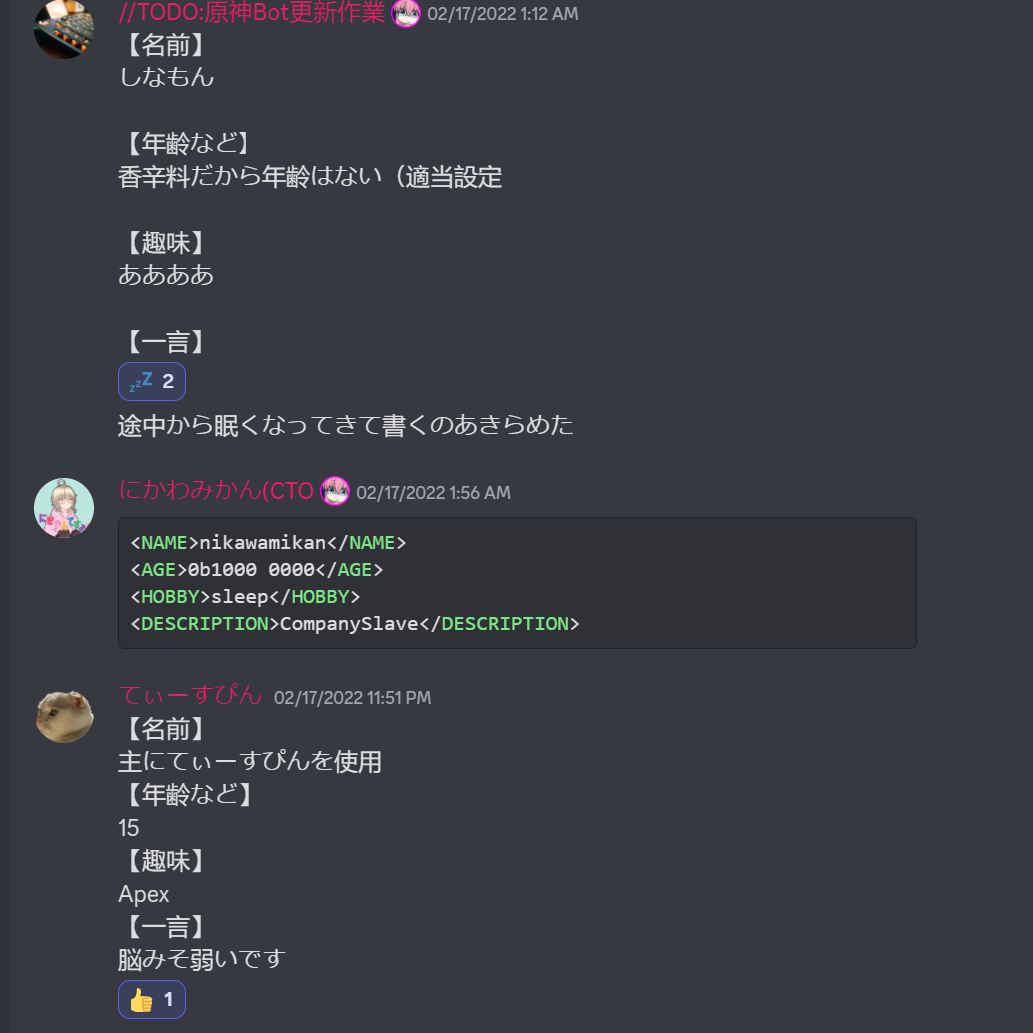 //TODO:原神Bot更新作業 02/17/2022 1:12 AM
【名前】
しなもん
【年齢など】
香辛料だから年齢はない（適当設定
【趣味】
ああああ
【一言】
zzZ 2
途中から眠くなってきて書くのあきらめた
にかわみかん(CTO 02/17/2022 1:56 AM
<NAME>nikawamikan</NAME>
<AGE>0b1000 0000</AGE>
<HOBBY>sleep</HOBBY>
<DESCRIPTION>CompanySlave</DESCRIPTION>
てぃーすぴん 02/17/2022 11:51 PM
【名前】
主にてぃーすぴんを使用
【年齢など】
15
【趣味】
Apex
【一言】
脳みそ弱いです
1